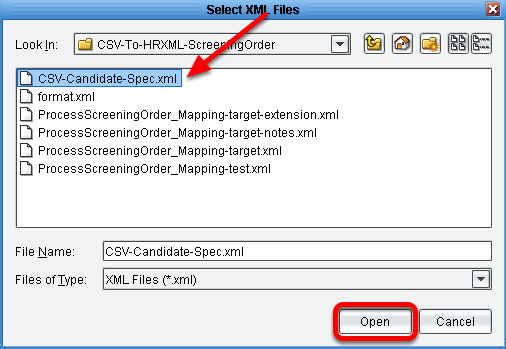 Select XML Files
Look In: CSV-To-HRXML-ScreeningOrder
CSV-Candidate-Spec.xml
format.xml
ProcessScreeningOrder_Mapping-target-extension.xml
ProcessScreeningOrder_Mapping-target-notes.xml
ProcessScreeningOrder_Mapping-target.xml
ProcessScreeningOrder_Mapping-test.xml
File Name: CSV-Candidate-Spec.xml
Files of Type: XML Files (*.xml)
Open Cancel